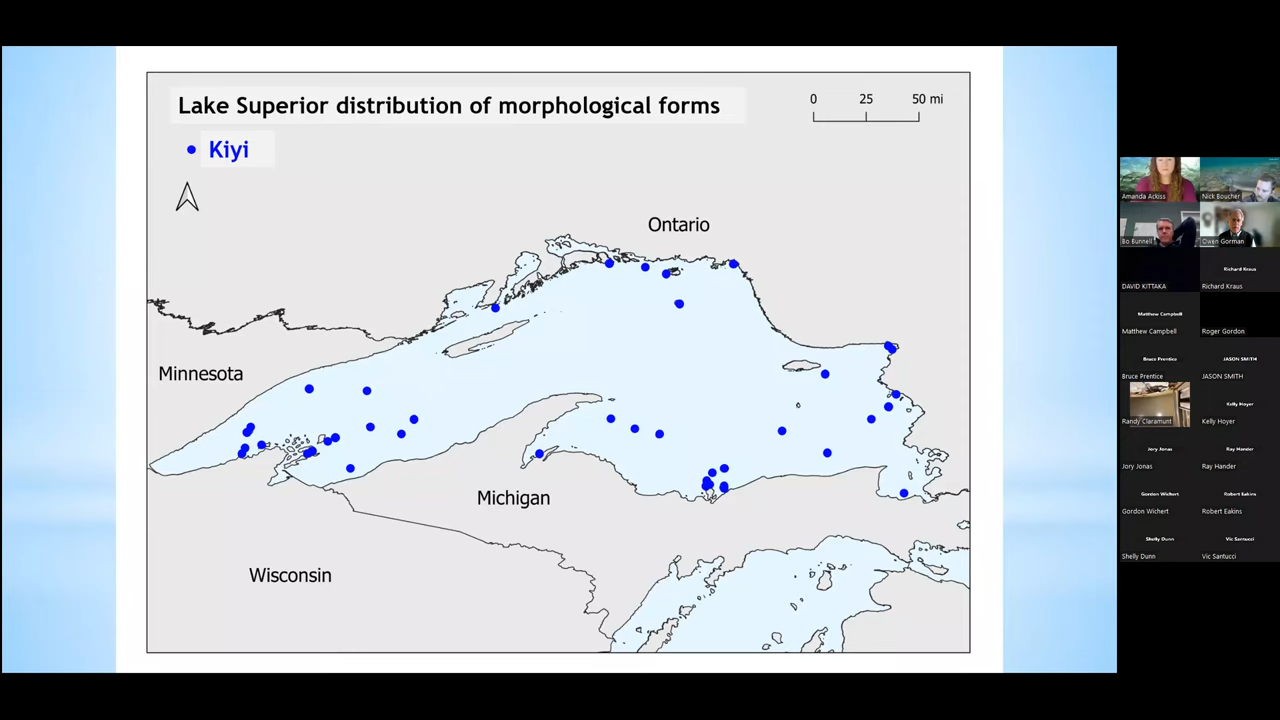 Lake Superior distribution of morphological forms
0 25 50 mi
Kiyi
Ontario
Minnesota
Michigan
Wisconsin
Amanda Ackiss
Nick Boucher
Bo Bunnell
Owen Gorman
DAVID KITTAKA
Richard Kraus
Richard Kraus
Matthew Campbell
Matthew Campbell
Roger Gordon
Bruce Prentice
Bruce Prentice
JASON SMITH
JASON SMITH
Randy Claramunt
Kelly Hoyer
Kelly Hoyer
Jory Jonas
Jory Jonas
Ray Hander
Ray Hander
Gordon Wichert
Gordon Wichert
Robert Eakins
Robert Eakins
Shelly Dunn
Shelly Dunn
Vic Santucci
Vic Santucci